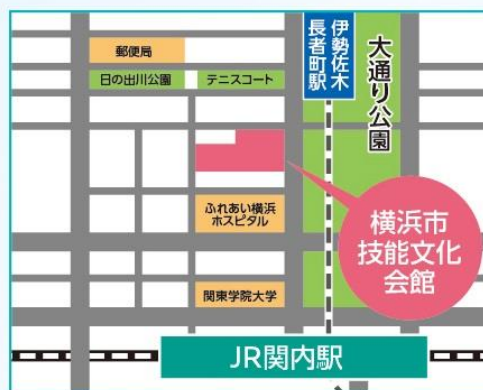 郵便局
日の出川公園
テニスコート
伊勢佐木
長者町駅
大通り公園
ふれあい横浜
ホスピタル
横浜市
技能文化
会館
関東学院大学
JR関内駅